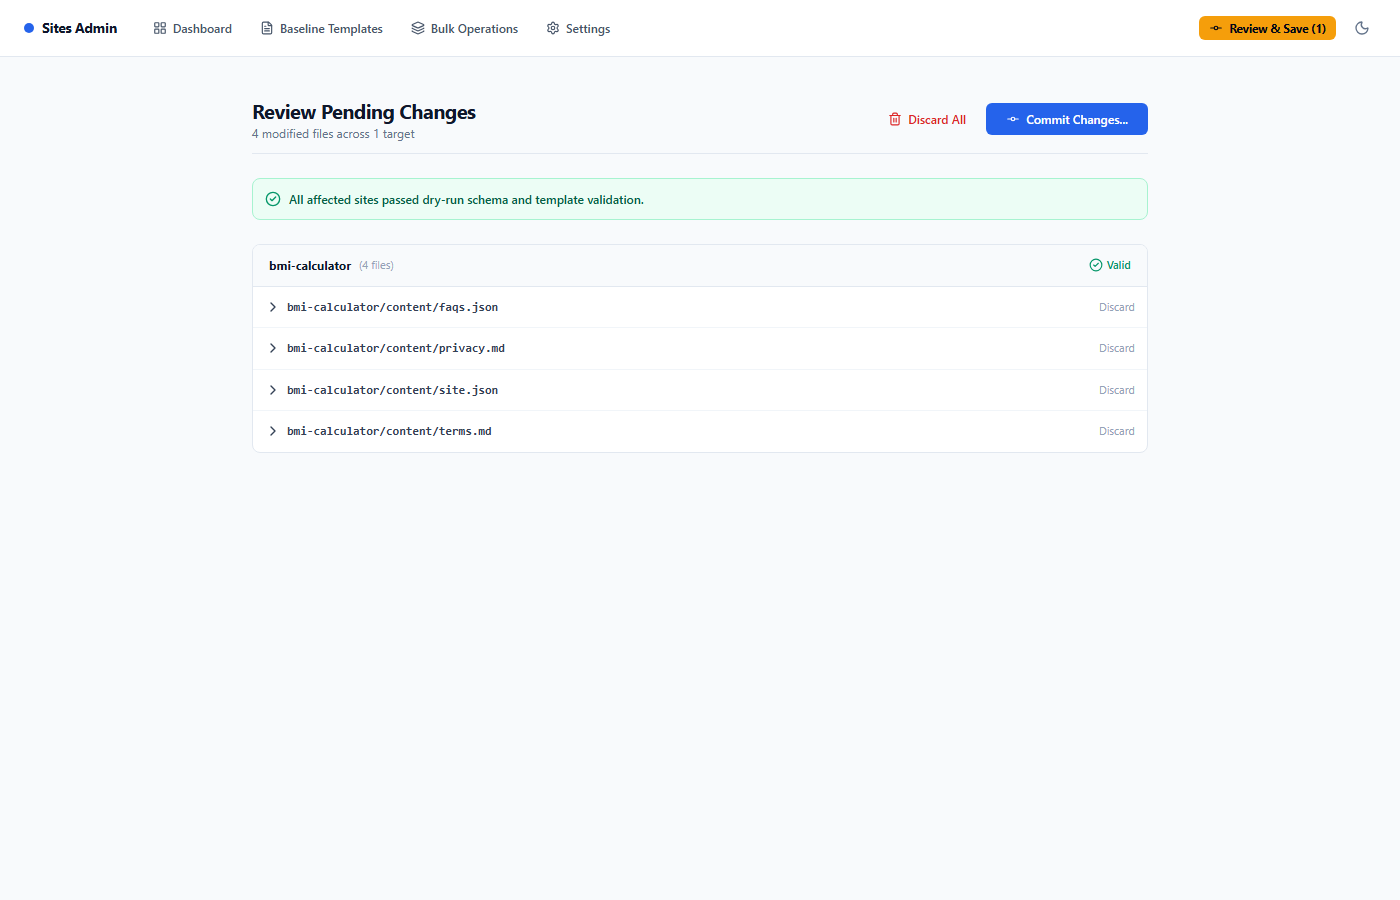 Sites Admin
Dashboard
Baseline Templates
Bulk Operations
Settings
Review & Save (1)
Review Pending Changes
4 modified files across 1 target
Discard All
Commit Changes...
All affected sites passed dry-run schema and template validation.
bmi-calculator (4 files)
Valid
bmi-calculator/content/faqs.json
Discard
bmi-calculator/content/privacy.md
Discard
bmi-calculator/content/site.json
Discard
bmi-calculator/content/terms.md
Discard